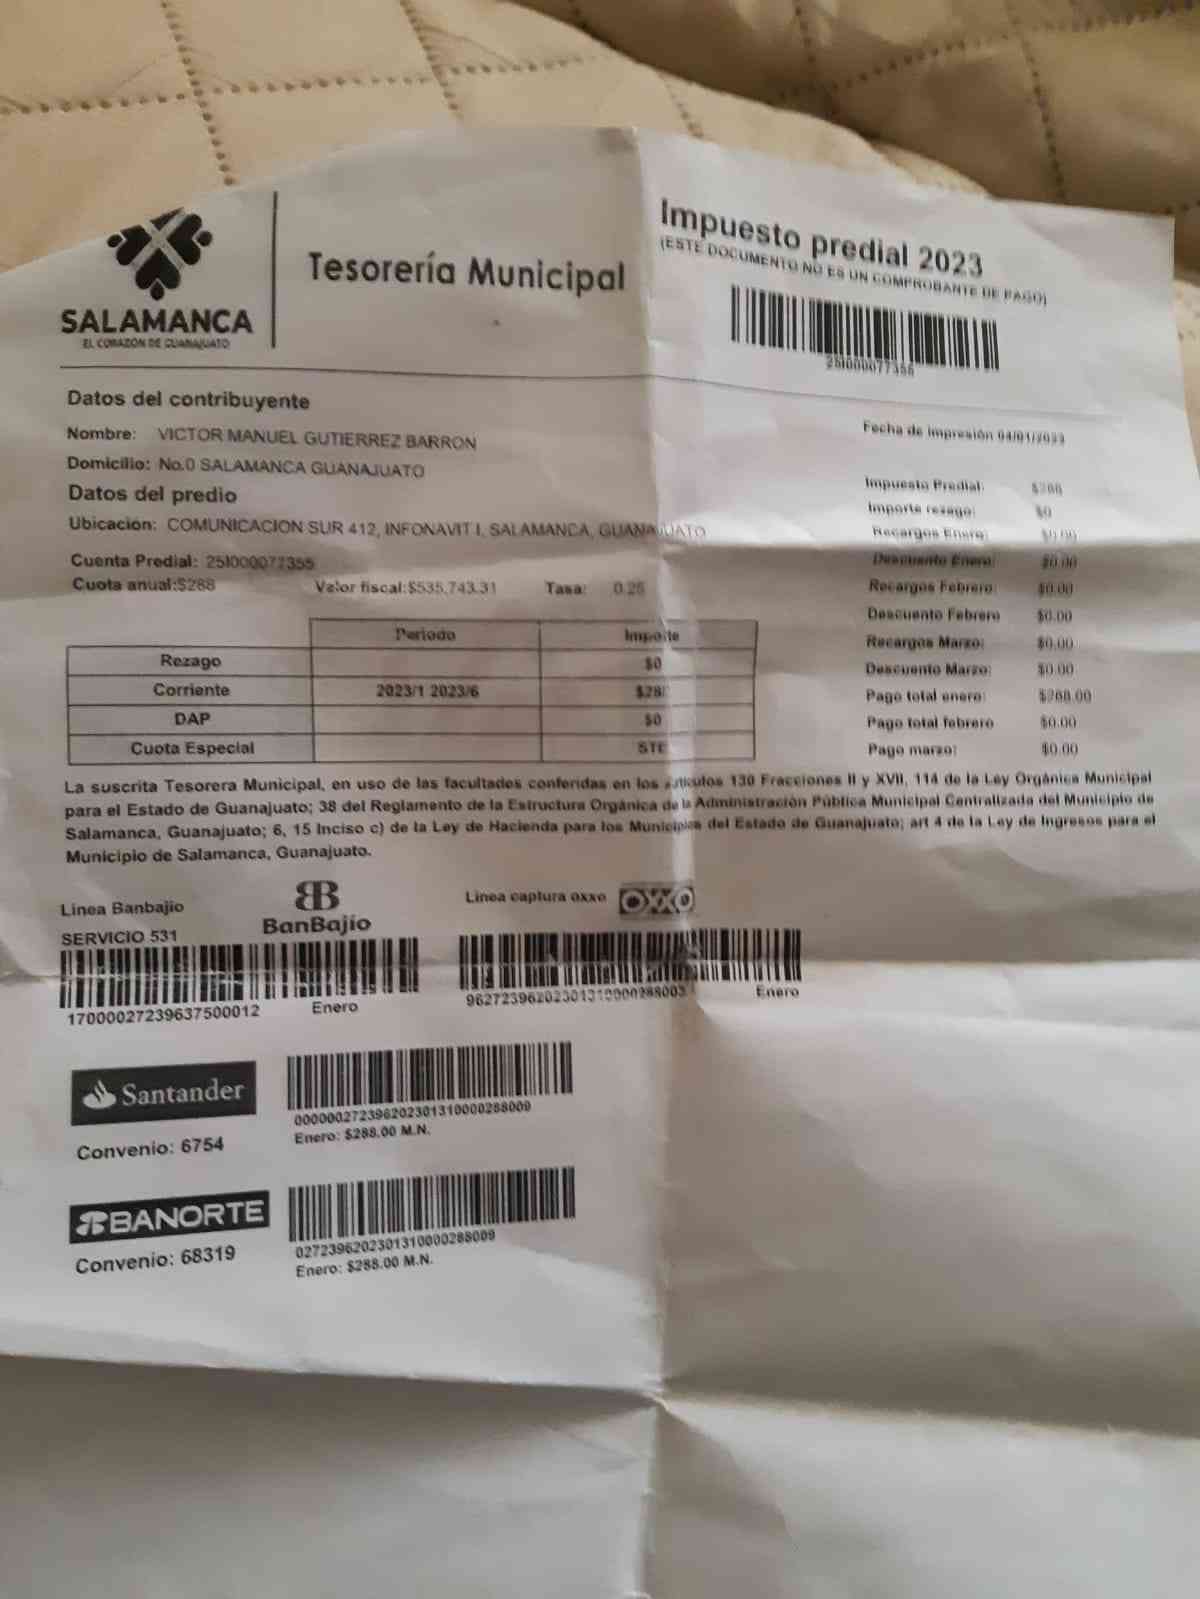 SALAMANCA
EL CORAZÓN DE GUANAJUATO
Tesorería Municipal
Impuesto predial 2023
(ESTE DOCUMENTO NO ES UN COMPROBANTE DE PAGO)
25I000077355
Datos del contribuyente
Nombre: VICTOR MANUEL GUTIERREZ BARRON
Domicilio: No.0 SALAMANCA GUANAJUATO
Datos del predio
Ubicación: COMUNICACION SUR 412, INFONAVIT I, SALAMANCA, GUANAJUATO
Cuenta Predial: 25I000077355
Cuota anual:$288 Valor fiscal:$535,743.31 Tasa: 0.25
Fecha de impresión 04/01/2023
Impuesto Predial: $288
Importe rezago: $0
Recargos Enero: $0.00
Descuento Enero: $0.00
Recargos Febrero: $0.00
Descuento Febrero $0.00
Recargos Marzo: $0.00
Descuento Marzo: $0.00
Pago total enero: $288.00
Pago total febrero $0.00
Pago marzo: $0.00
Periodo Importe
Rezago $0
Corriente 2023/1 2023/6 $28
DAP $0
Cuota Especial
La suscrita Tesorera Municipal, en uso de las facultades conferidas en los artículos 130 Fracciones II y XVII, 114 de la Ley Orgánica Municipal
para el Estado de Guanajuato; 38 del Reglamento de la Estructura Orgánica de la Administración Pública Municipal Centralizada del Municipio de
Salamanca, Guanajuato; 6, 15 Inciso c) de la Ley de Hacienda para los Municipios del Estado de Guanajuato; art 4 de la Ley de Ingresos para el
Municipio de Salamanca, Guanajuato.
Linea Banbajio
BanBajío
SERVICIO 531
17000027239637500012 Enero
Linea captura oxxo OXXO
96272396202301310000288003 Enero
Santander
Convenio: 6754
000000272396202301310000288009
Enero: $288.00 M.N.
BANORTE
Convenio: 68319
0272396202301310000288009
Enero: $288.00 M.N.